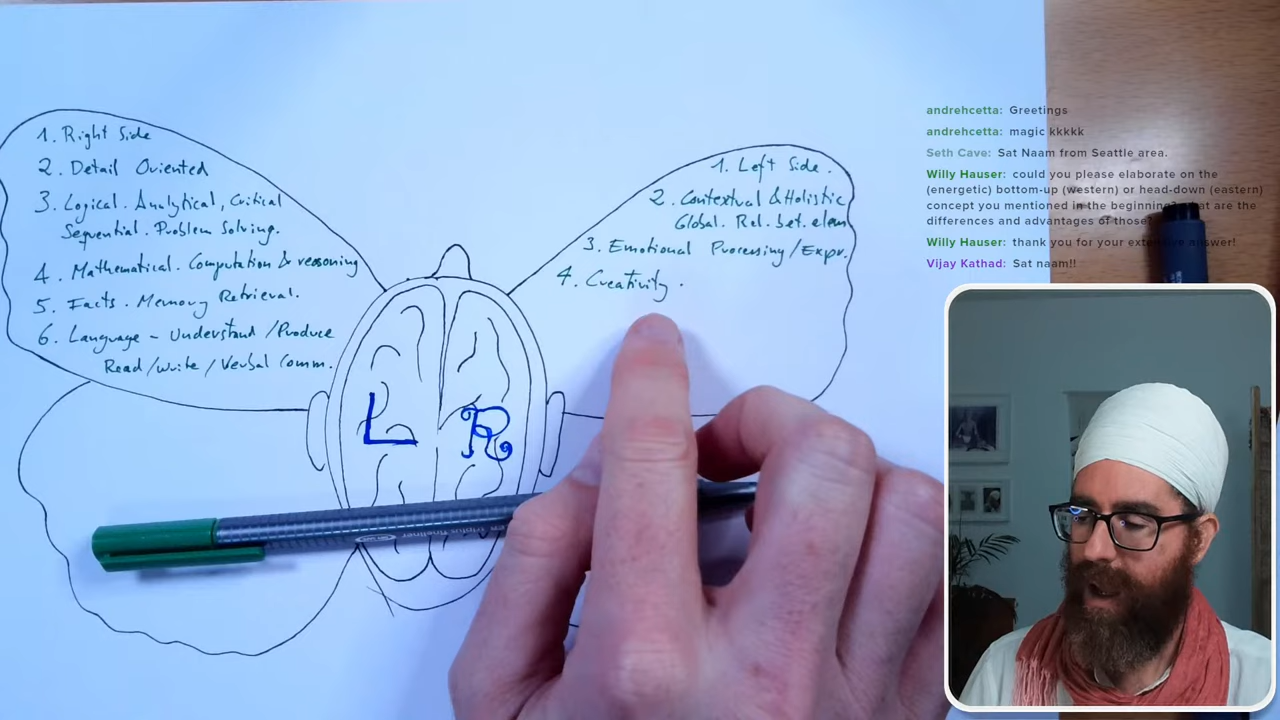 1. Right Side
2. Detail Oriented
3. Logical. Analytical, Critical
Sequential. Problem Solving.
4. Mathematical. Computation & reasoning
5. Facts. Memory Retrieval.
6. Language - Understand / Produce
Read / Write / Verbal Comm.
L
R
1. Left Side.
2. Contextual & Holistic
Global. Rel. bet. elem
3. Emotional Processing / Expr.
4. Creativity.
triplus fineliner
andrehcetta: Greetings
andrehcetta: magic kkkkk
Seth Cave: Sat Naam from Seattle area.
Willy Hauser: could you please elaborate on the
(energetic) bottom-up (western) or head-down (eastern)
concept you mentioned in the beginning? what are the
differences and advantages of those?
Willy Hauser: thank you for your extensive answer!
Vijay Kathad: Sat naam!!